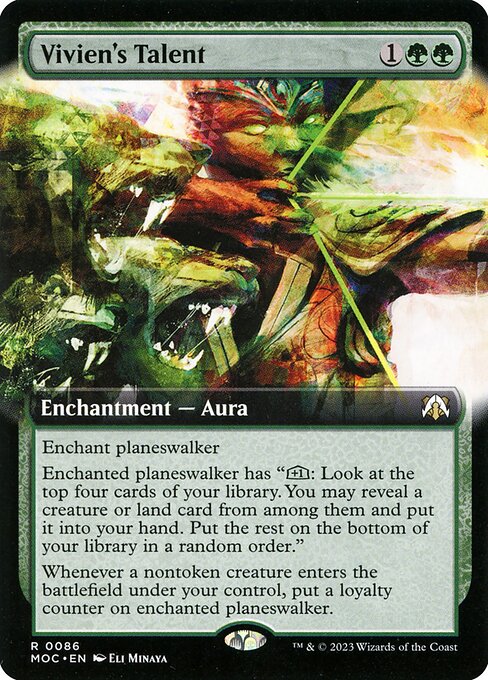 Vivien's Talent 1
Enchantment — Aura
Enchant planeswalker
Enchanted planeswalker has “+1: Look at the
top four cards of your library. You may reveal a
creature or land card from among them and put
it into your hand. Put the rest on the bottom of
your library in a random order.”
Whenever a nontoken creature enters the
battlefield under your control, put a loyalty
counter on enchanted planeswalker.
R 0086
MOC • EN Eli Minaya
™ & © 2023 Wizards of the Coast